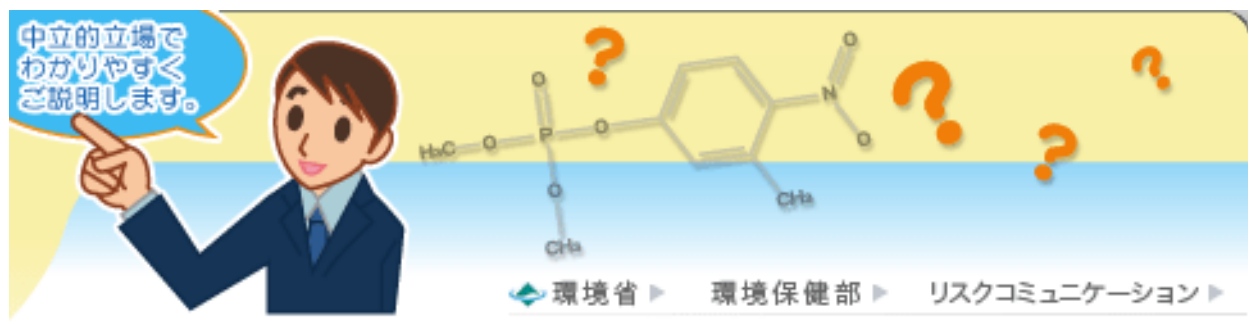 中立的立場で
わかりやすく
ご説明します。
?
?
?
?
O
O
N
O
P
O
O
H₃C
O
CH₃
CH₃
環境省 ▶ 環境保健部 ▶ リスクコミュニケーション ▶